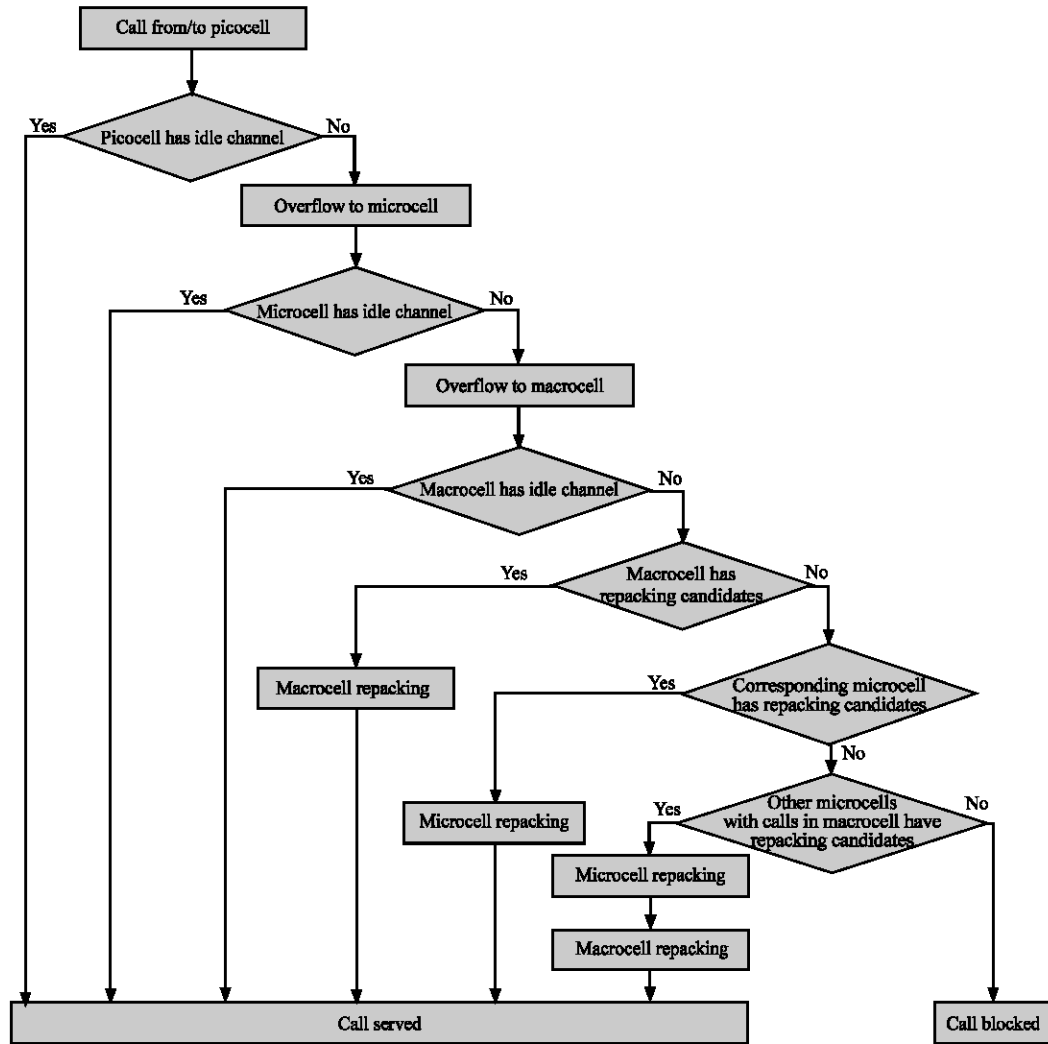 Call from/to picocell
Yes
Picocell has idle channel
No
Overflow to microcell
Yes
Microcell has idle channel
No
Overflow to macrocell
Yes
Macrocell has idle channel
No
Yes
Macrocell has
repacking candidates
No
Macrocell repacking
Yes
Corresponding microcell
has repacking candidates
No
Microcell repacking
Yes
Other microcells
with calls in macrocell have
repacking candidates
No
Microcell repacking
Macrocell repacking
Call served
Call blocked